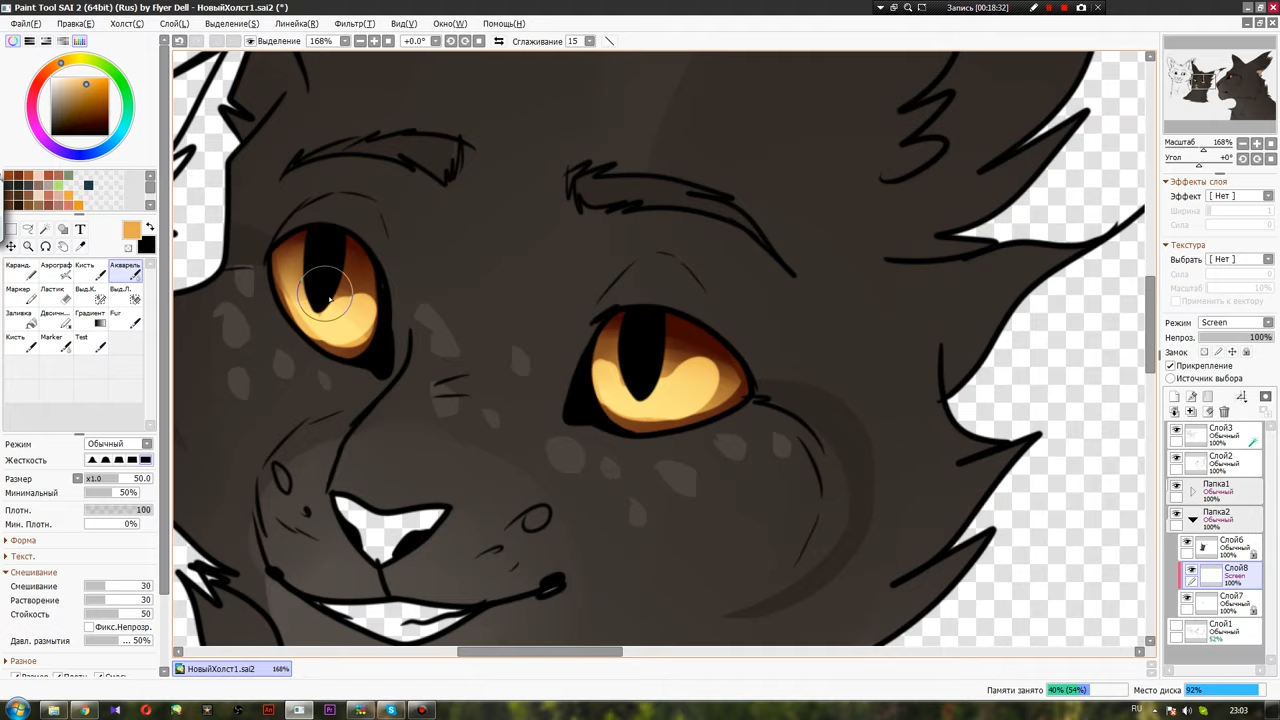 Paint Tool SAI 2 (64bit) (Rus) by Flyer Dell - НовыйХолст1.sai2 (*)
Запись [00:18:32]
Файл(F)
Правка(E)
Холст(C)
Слой(L)
Выделение(S)
Линейка(R)
Фильтр(T)
Вид(V)
Окно(W)
Помощь(H)
Выделение
168%
+0.0°
Сглаживание
15
T
Каранд.
Аэрограф
Кисть
Акварель
Маркер
Ластик
Выд.К.
Выд.Л.
Заливка
Двоичн...
Градиент
Fur
Кисть
Marker
Test
Режим
Обычный
Жесткость
Размер
x1.0
50.0
Минимальный
50%
Плотн.
100
Мин. Плотн.
0%
Форма
Текст.
Смешивание
Смешивание
30
Растворение
30
Стойкость
50
Фикс.Непрозр.
Давл. размытия
... 50%
Разное
НовыйХолст1.sai2
168%
Масштаб
168%
Угол
+0°
Эффекты слоя
Эффект
[ Нет ]
Ширина
1
Сила
0
Текстура
Выбрать
[ Нет ]
Сила
0
Масштаб
10%
Применить к вектору
Режим
Screen
Непроз.
100%
Замок
Прикрепление
Источник выбора
Слой3
Обычный
100%
Слой2
Обычный
100%
Папка1
Обычный
100%
Папка2
Обычный
100%
Слой6
Обычный
100%
Слой8
Screen
100%
Слой7
Обычный
100%
Слой1
Обычный
52%
Памяти занято
40% (54%)
Место диска
92%
RU
23:03